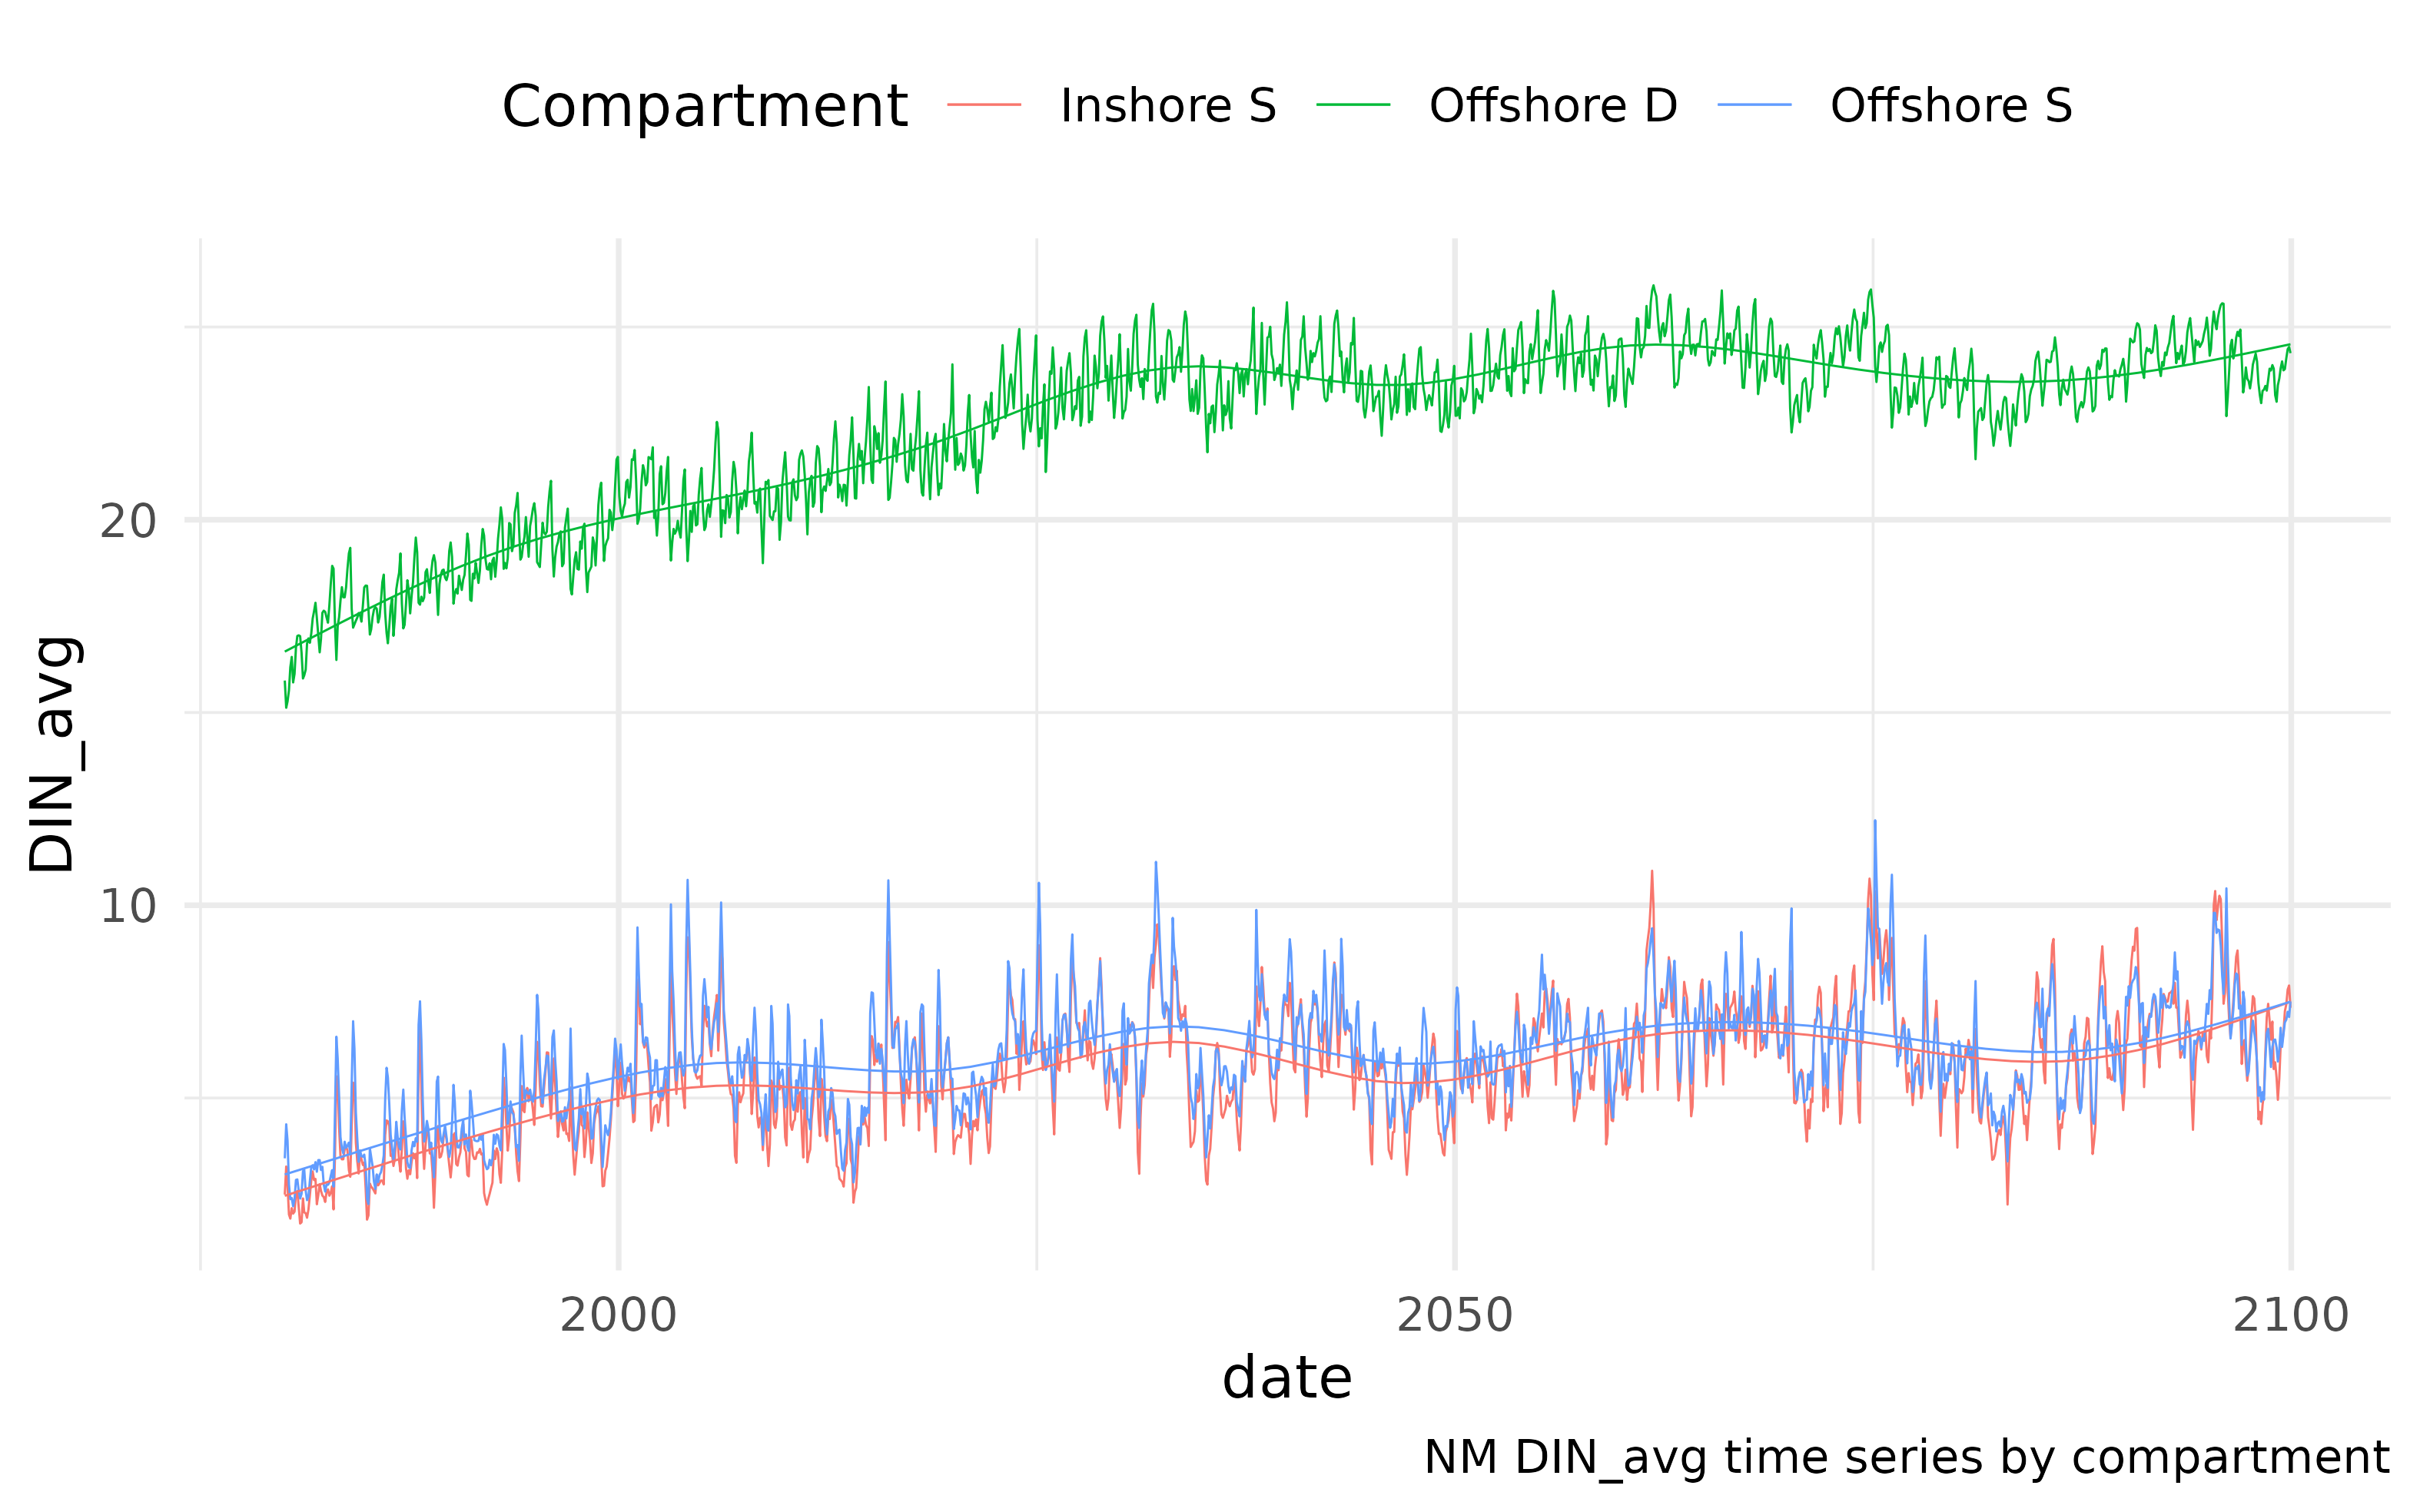 Compartment Inshore S Offshore D Offshore S
DIN_avg
20
10
2000 2050 2100
date
NM DIN_avg time series by compartment